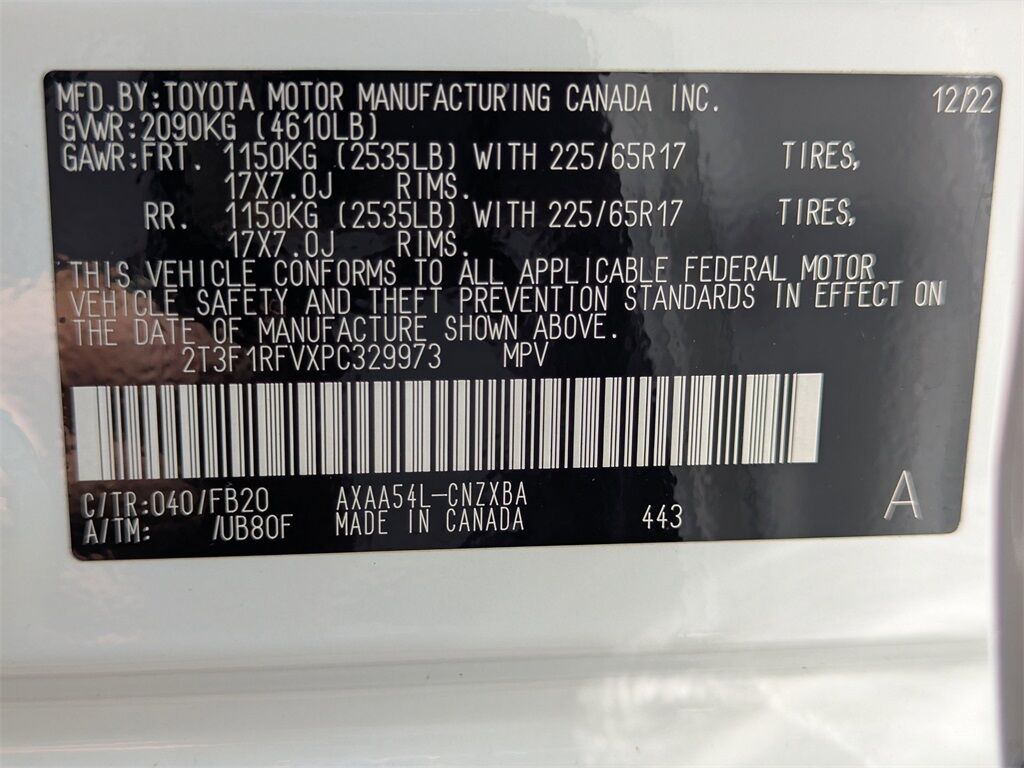 MFD.BY:TOYOTA MOTOR MANUFACTURING CANADA INC. 12/22
GVWR:2090KG (4610LB)
GAWR:FRT. 1150KG (2535LB) WITH 225/65R17 TIRES,
17X7.0J RIMS.
RR. 1150KG (2535LB) WITH 225/65R17 TIRES,
17X7.0J RIMS.
THIS VEHICLE CONFORMS TO ALL APPLICABLE FEDERAL MOTOR
VEHICLE SAFETY AND THEFT PREVENTION STANDARDS IN EFFECT ON
THE DATE OF MANUFACTURE SHOWN ABOVE.
2T3F1RFVXPC329973 MPV
C/TR:040/FB20 AXAA54L-CNZXBA
A/TM: /UB80F MADE IN CANADA 443 A